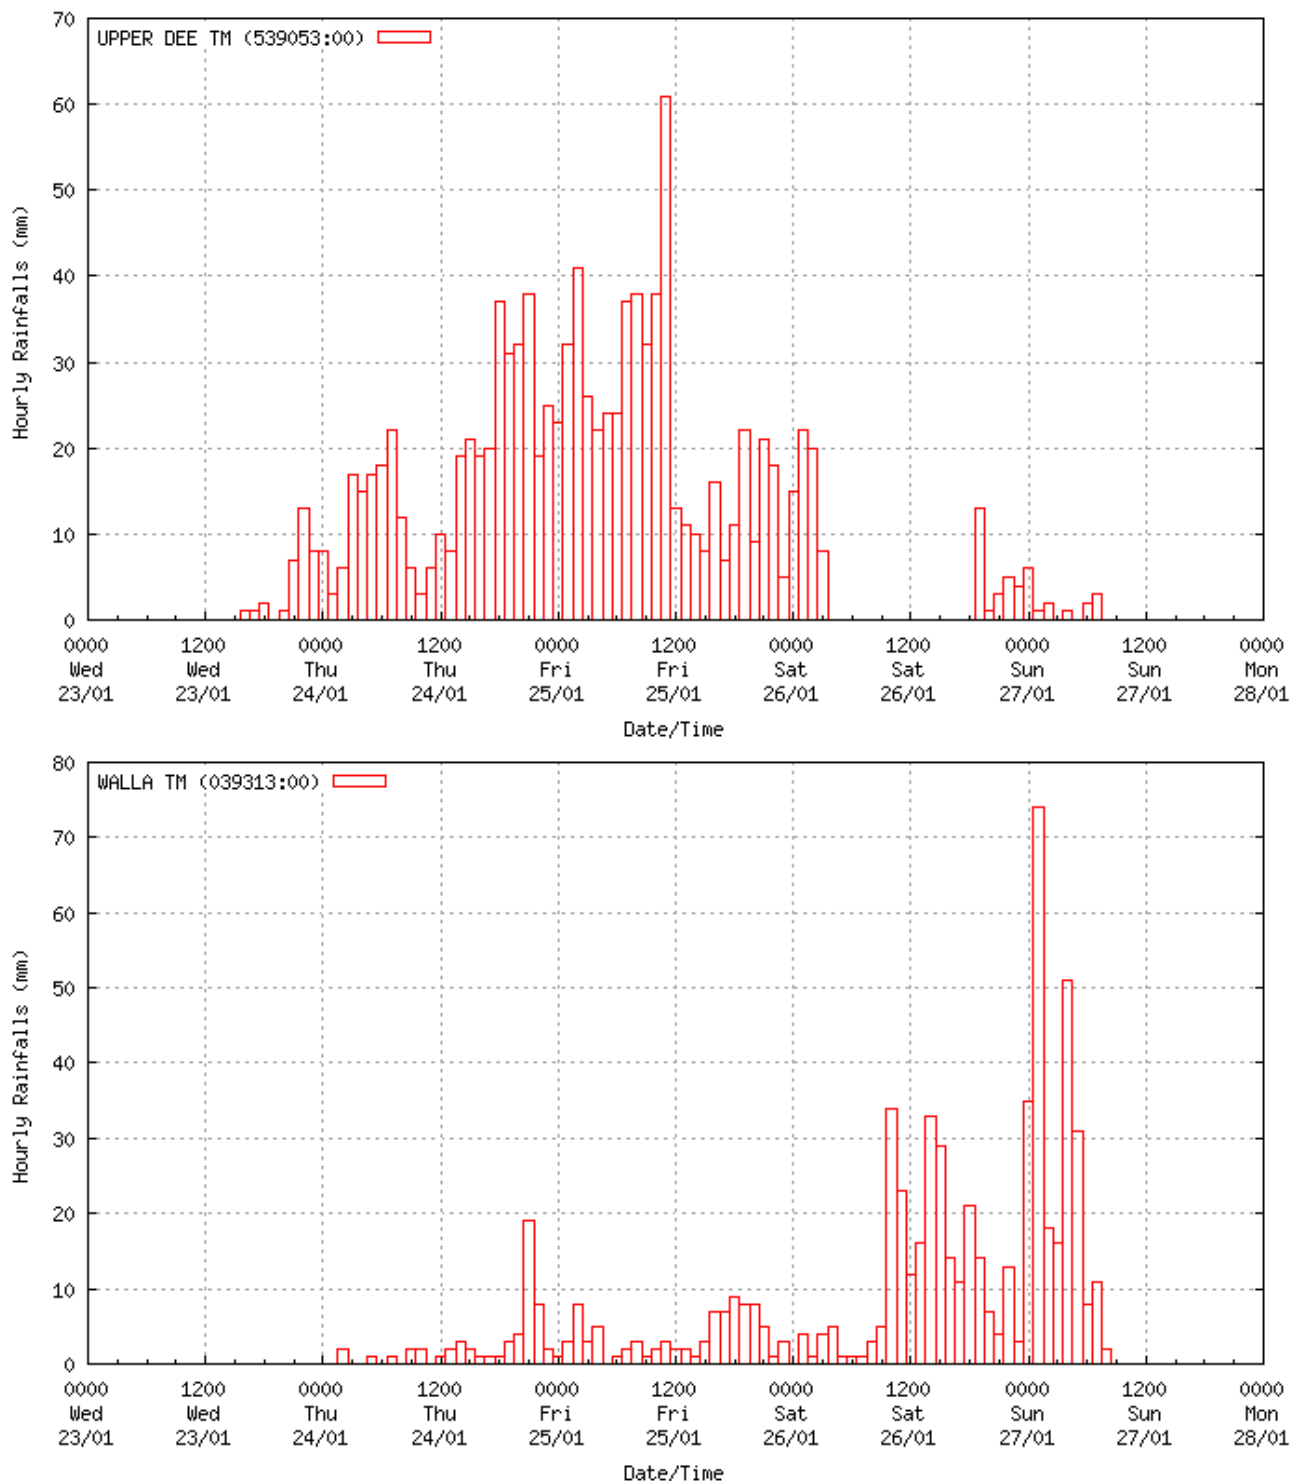 70
UPPER DEE TM (539053:00)
60
50
40
30
20
10
0
Hourly Rainfalls (mm)
0000 1200 0000 1200 0000 1200 0000 1200 0000 1200 0000
Wed Wed Thu Thu Fri Fri Sat Sat Sun Sun Mon
23/01 23/01 24/01 24/01 25/01 25/01 26/01 26/01 27/01 27/01 28/01
Date/Time
80
WALLA TM (039313:00)
70
60
50
40
30
20
10
0
Hourly Rainfalls (mm)
0000 1200 0000 1200 0000 1200 0000 1200 0000 1200 0000
Wed Wed Thu Thu Fri Fri Sat Sat Sun Sun Mon
23/01 23/01 24/01 24/01 25/01 25/01 26/01 26/01 27/01 27/01 28/01
Date/Time